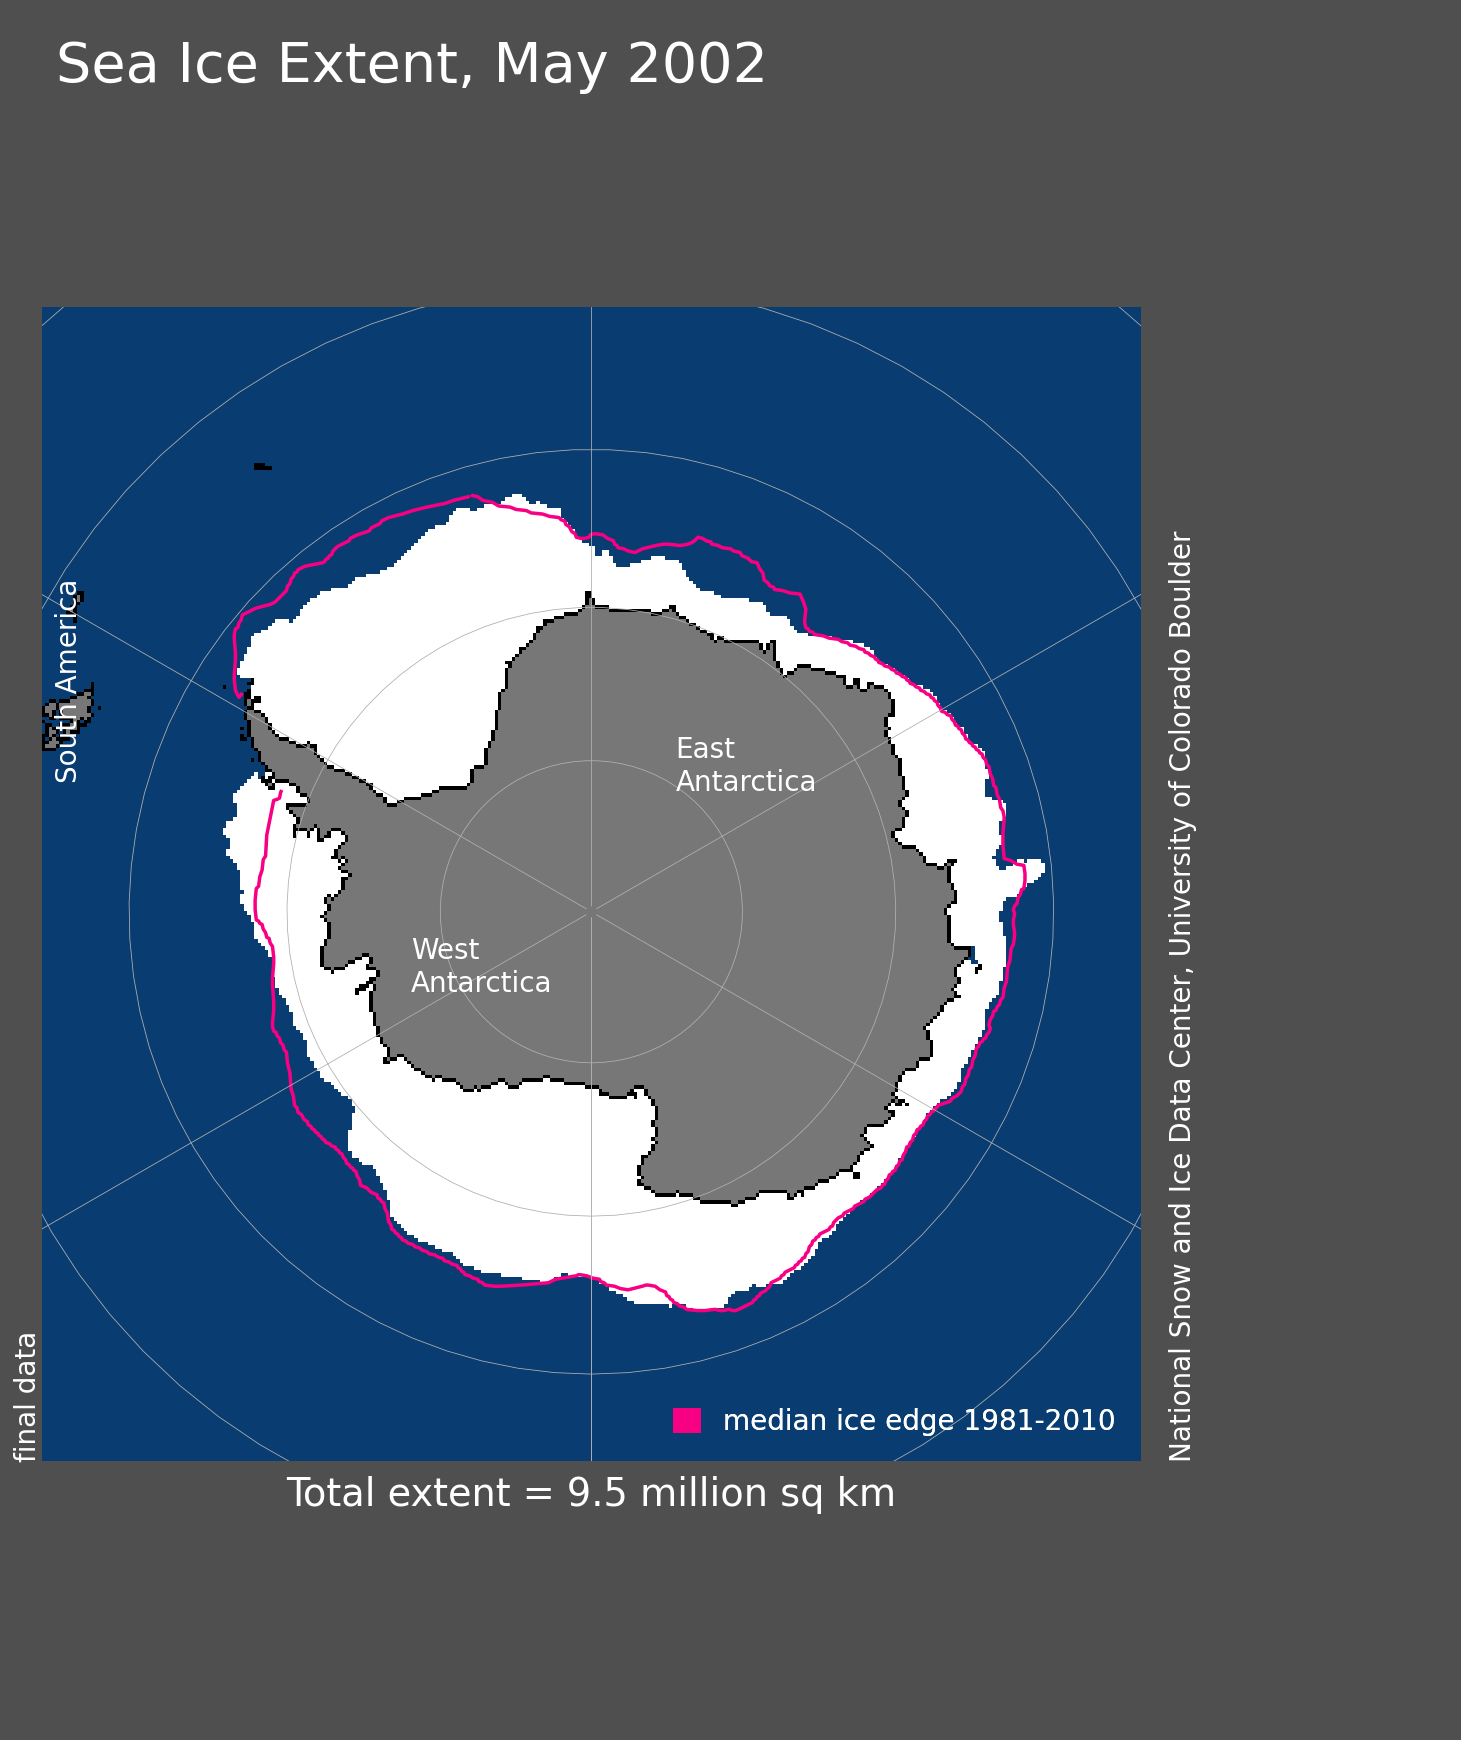 Sea Ice Extent, May 2002
South America
East
Antarctica
West
Antarctica
median ice edge 1981-2010
final data
National Snow and Ice Data Center, University of Colorado Boulder
Total extent = 9.5 million sq km